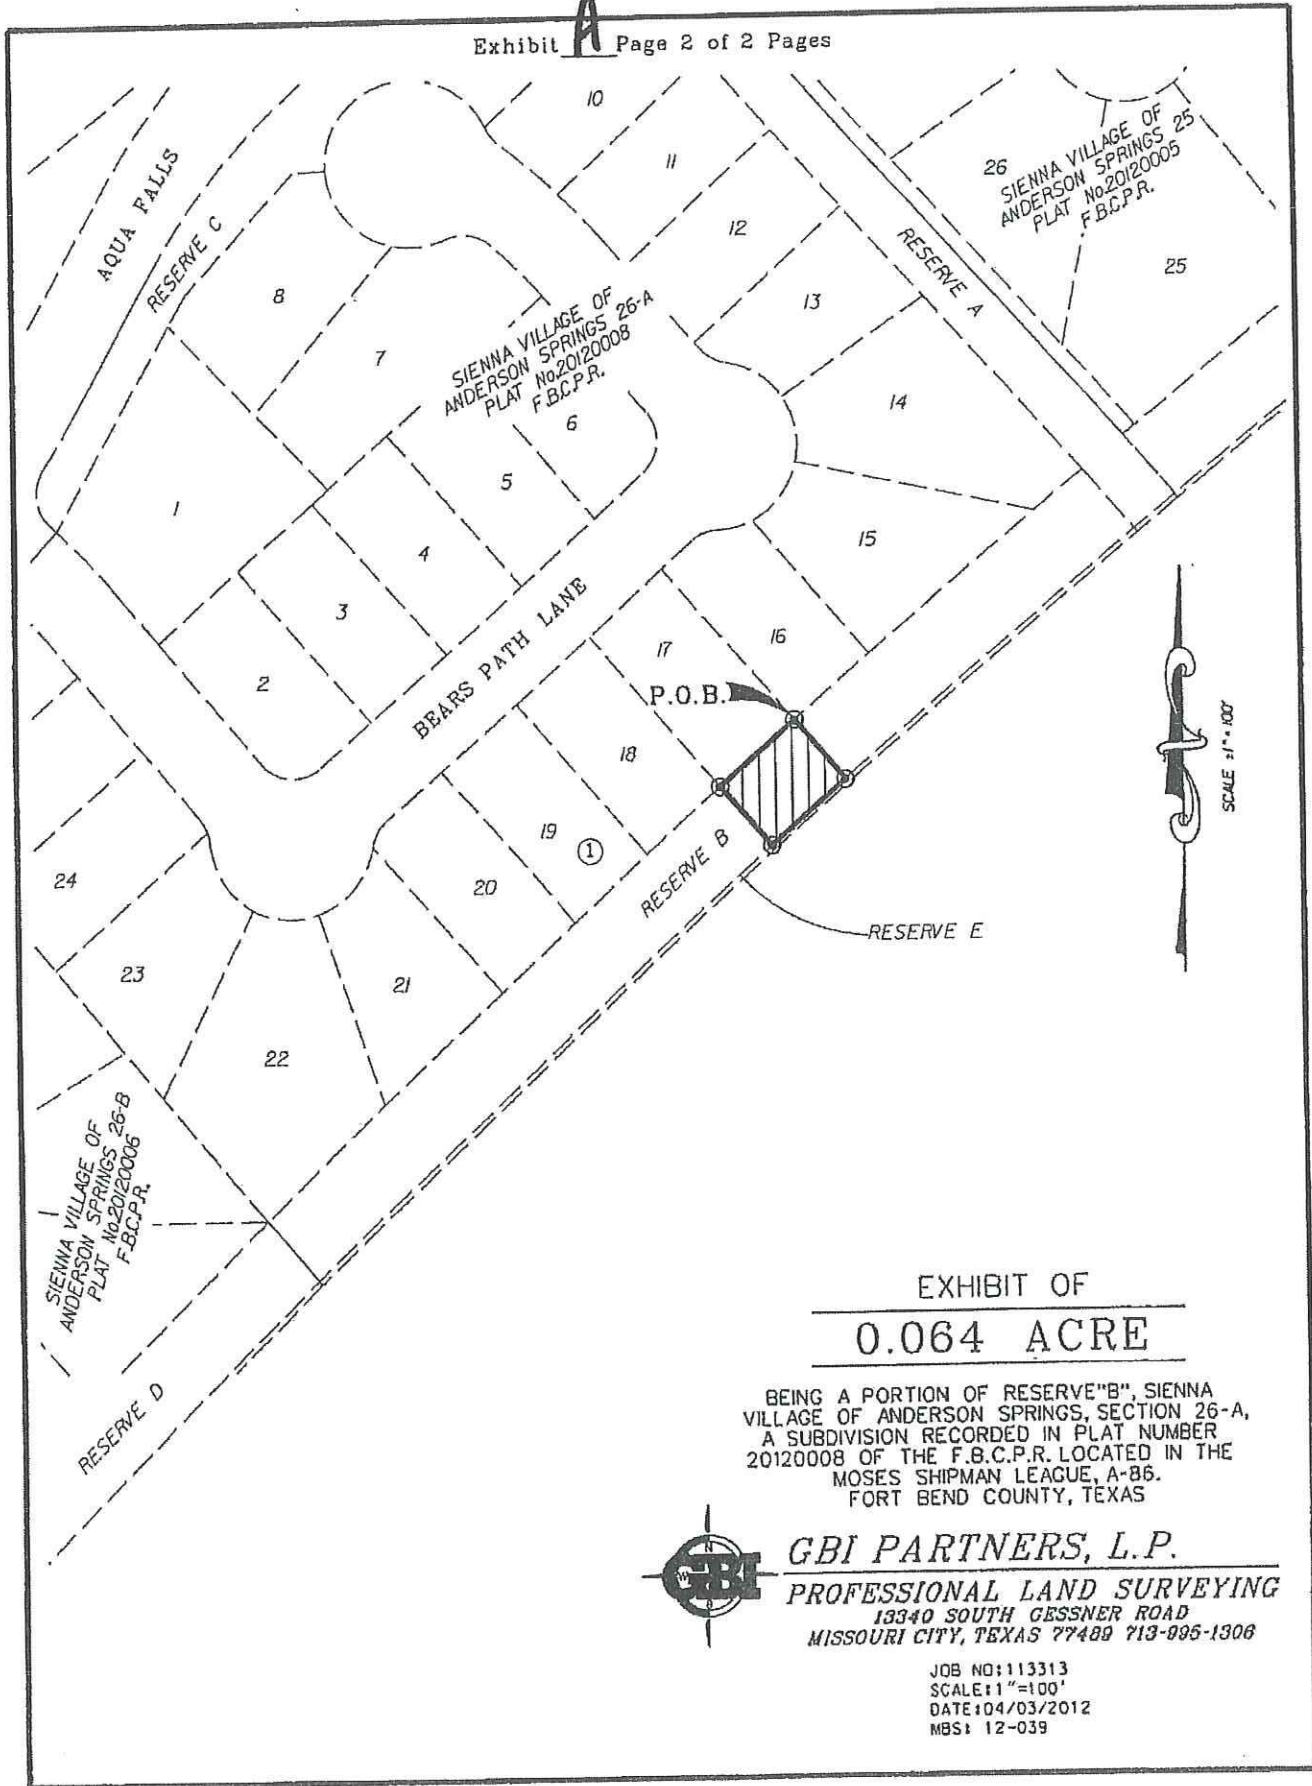 Exhibit A Page 2 of 2 Pages
10
11
12
13
14
15
16
17
18
19
20
21
22
23
24
25
26
1
2
3
4
5
6
7
8
AQUA FALLS
RESERVE C
RESERVE A
SIENNA VILLAGE OF
ANDERSON SPRINGS 25
PLAT No.20120005
F.B.C.P.R.
SIENNA VILLAGE OF
ANDERSON SPRINGS 26-A
PLAT No.20120008
F.B.C.P.R.
BEARS PATH LANE
P.O.B.
1
RESERVE B
RESERVE E
SCALE :1"=100'
SIENNA VILLAGE OF
ANDERSON SPRINGS 26-B
PLAT No.20120006
F.B.C.P.R.
RESERVE D
EXHIBIT OF
0.064 ACRE
BEING A PORTION OF RESERVE"B", SIENNA
VILLAGE OF ANDERSON SPRINGS, SECTION 26-A,
A SUBDIVISION RECORDED IN PLAT NUMBER
20120008 OF THE F.B.C.P.R. LOCATED IN THE
MOSES SHIPMAN LEAGUE, A-86.
FORT BEND COUNTY, TEXAS
N
W
S
GBI
GBI PARTNERS, L.P.
PROFESSIONAL LAND SURVEYING
13340 SOUTH GESSNER ROAD
MISSOURI CITY, TEXAS 77489 713-995-1306
JOB NO:113313
SCALE:1"=100'
DATE:04/03/2012
MBS: 12-039